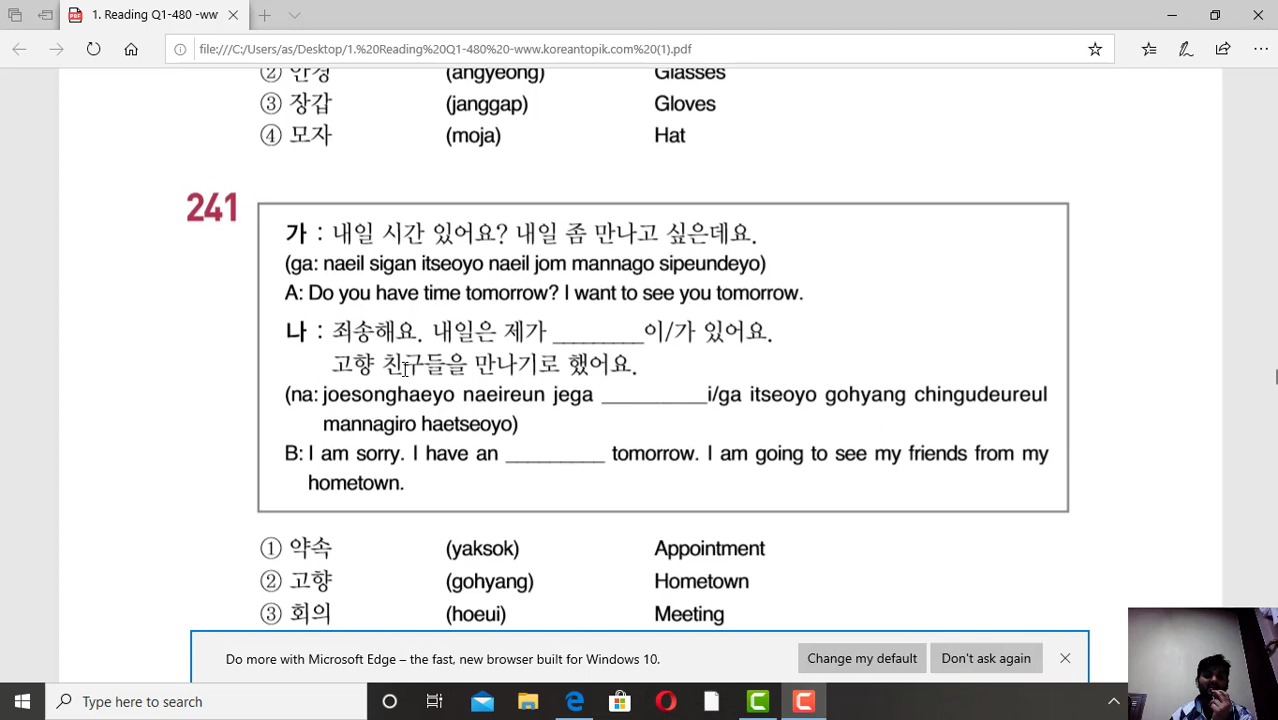 1. Reading Q1-480 -ww
file:///C:/Users/as/Desktop/1.%20Reading%20Q1-480%20-www.koreantopik.com%20(1).pdf
② 안경 (angyeong) Glasses
③ 장갑 (janggap) Gloves
④ 모자 (moja) Hat
241
가 : 내일 시간 있어요? 내일 좀 만나고 싶은데요.
(ga: naeil sigan itseoyo naeil jom mannago sipeundeyo)
A: Do you have time tomorrow? I want to see you tomorrow.
나 : 죄송해요. 내일은 제가 _________이/가 있어요.
고향 친구들을 만나기로 했어요.
(na: joesonghaeyo naeireun jega __________i/ga itseoyo gohyang chingudeureul
mannagiro haetseoyo)
B: I am sorry. I have an _________ tomorrow. I am going to see my friends from my
hometown.
① 약속 (yaksok) Appointment
② 고향 (gohyang) Hometown
③ 회의 (hoeui) Meeting
Do more with Microsoft Edge – the fast, new browser built for Windows 10. Change my default Don't ask again
Type here to search